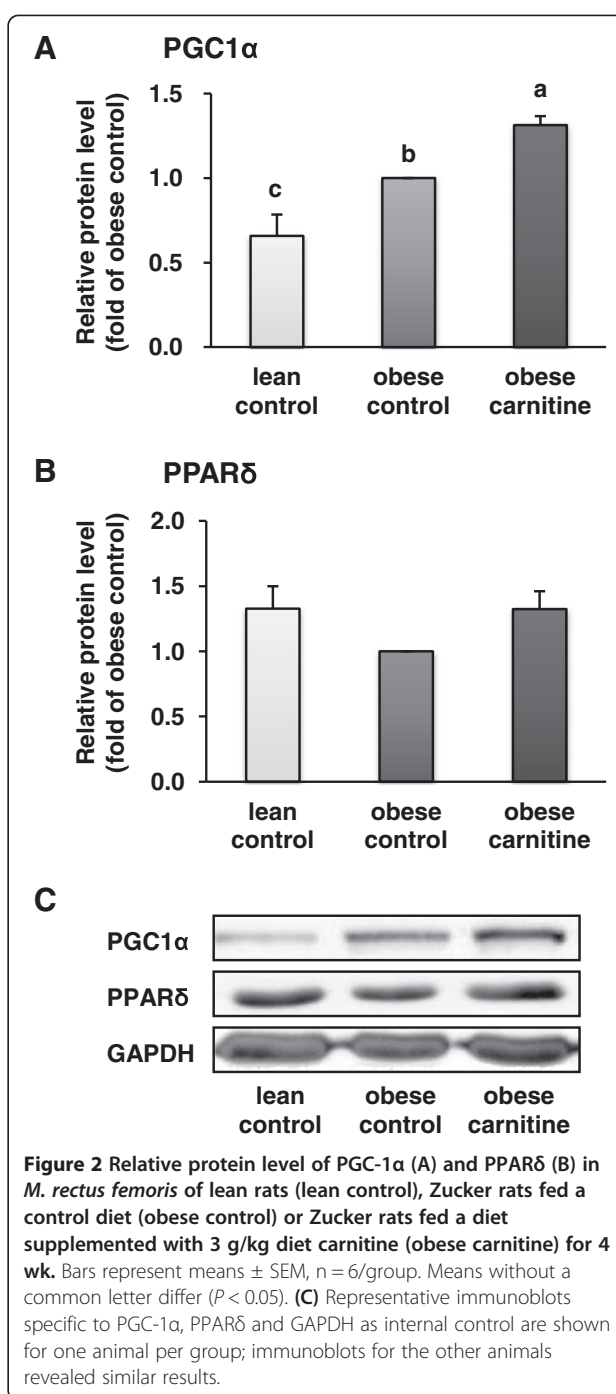 A
PGC1α
Relative protein level
(fold of obese control)
1.5
1.0
0.5
0.0
c
b
a
lean
control
obese
control
obese
carnitine
B
PPARδ
Relative protein level
(fold of obese control)
2.0
1.5
1.0
0.5
0.0
lean
control
obese
control
obese
carnitine
C
PGC1α
PPARδ
GAPDH
lean
control
obese
control
obese
carnitine
Figure 2 Relative protein level of PGC-1α (A) and PPARδ (B) in
M. rectus femoris of lean rats (lean control), Zucker rats fed a
control diet (obese control) or Zucker rats fed a diet
supplemented with 3 g/kg diet carnitine (obese carnitine) for 4
wk. Bars represent means ± SEM, n = 6/group. Means without a
common letter differ (P < 0.05). (C) Representative immunoblots
specific to PGC-1α, PPARδ and GAPDH as internal control are shown
for one animal per group; immunoblots for the other animals
revealed similar results.